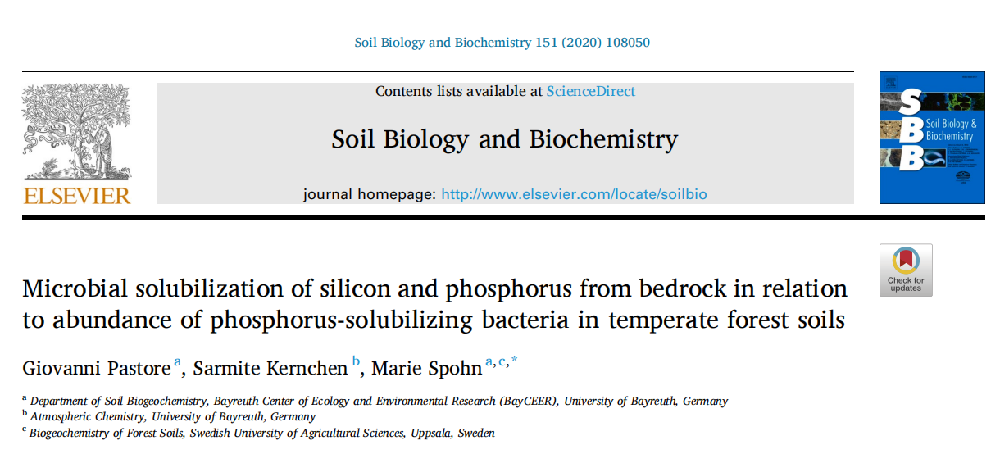 Soil Biology and Biochemistry 151 (2020) 108050
Contents lists available at ScienceDirect
Soil Biology and Biochemistry
journal homepage: http://www.elsevier.com/locate/soilbio
ELSEVIER
SBB
Soil Biology &
Biochemistry
Check for
updates
Microbial solubilization of silicon and phosphorus from bedrock in relation
to abundance of phosphorus-solubilizing bacteria in temperate forest soils
Giovanni Pastore a, Sarmite Kernchen b, Marie Spohn a,c,*
a Department of Soil Biogeochemistry, Bayreuth Center of Ecology and Environmental Research (BayCEER), University of Bayreuth, Germany
b Atmospheric Chemistry, University of Bayreuth, Germany
c Biogeochemistry of Forest Soils, Swedish University of Agricultural Sciences, Uppsala, Sweden